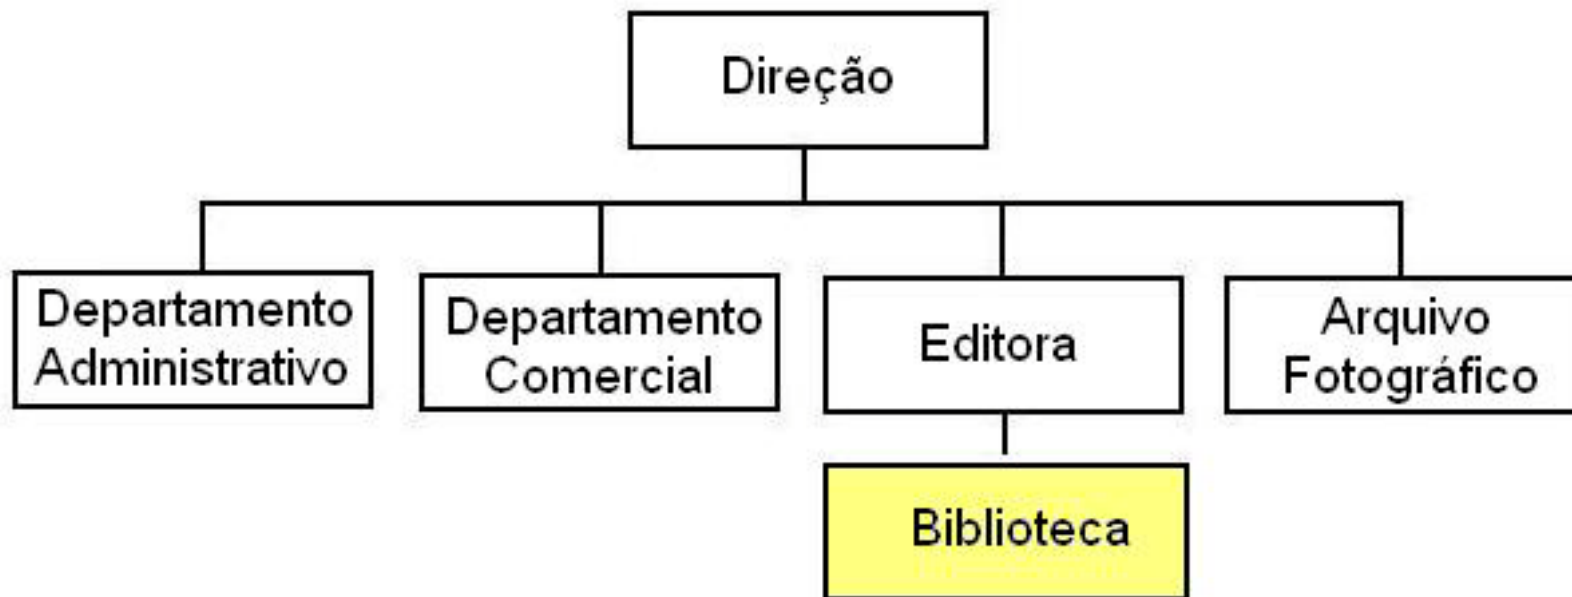 Direção
Departamento
Administrativo
Departamento
Comercial
Editora
Arquivo
Fotográfico
Biblioteca